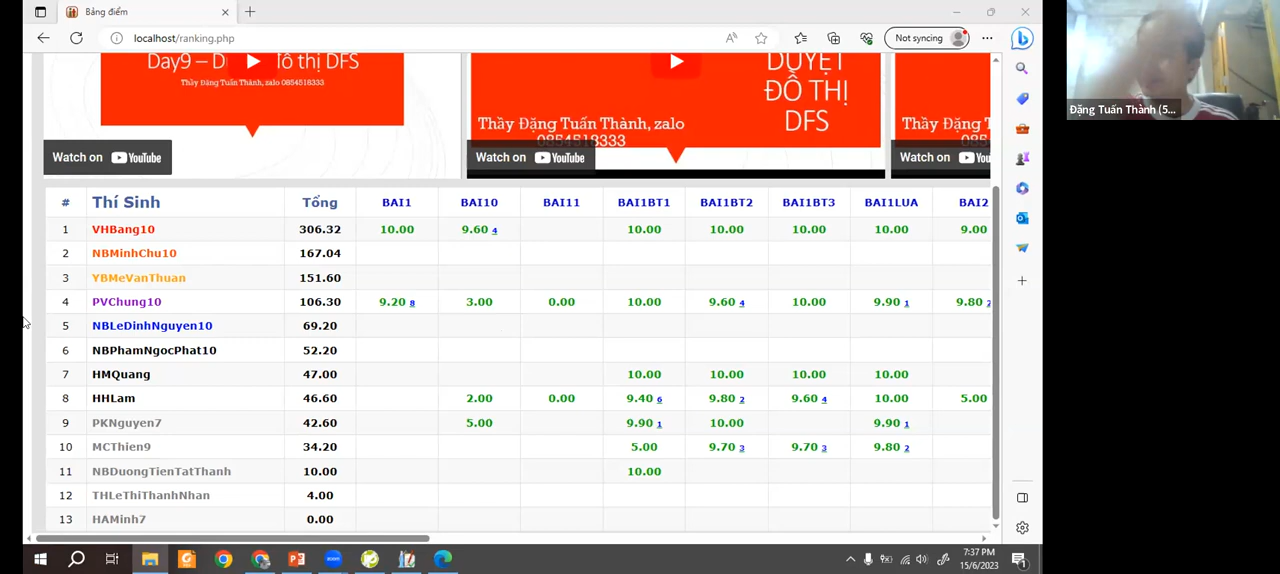 Bảng điểm
localhost/ranking.php
Not syncing
Day9 – D ồ thị DFS
Thầy Đặng Tuấn Thành, zalo 0854518333
Watch on YouTube
DUYỆT
ĐỒ THỊ
DFS
Thầy Đặng Tuấn Thành, zalo
0854518333
Watch on YouTube
Thầy Đ
Watch on
Đặng Tuấn Thành (5...
# Thí Sinh Tổng BAI1 BAI10 BAI11 BAI1BT1 BAI1BT2 BAI1BT3 BAI1LUA BAI2
1 VHBang10 306.32 10.00 9.60 4 10.00 10.00 10.00 10.00 9.00
2 NBMinhChu10 167.04
3 YBMeVanThuan 151.60
4 PVChung10 106.30 9.20 8 3.00 0.00 10.00 9.60 4 10.00 9.90 1 9.80 2
5 NBLeDinhNguyen10 69.20
6 NBPhamNgocPhat10 52.20
7 HMQuang 47.00 10.00 10.00 10.00 10.00
8 HHLam 46.60 2.00 0.00 9.40 6 9.80 2 9.60 4 10.00 5.00
9 PKNguyen7 42.60 5.00 9.90 1 10.00 9.90 1
10 MCThien9 34.20 5.00 9.70 3 9.70 3 9.80 2
11 NBDuongTienTatThanh 10.00 10.00
12 THLeThiThanhNhan 4.00
13 HAMinh7 0.00
7:37 PM
15/6/2023